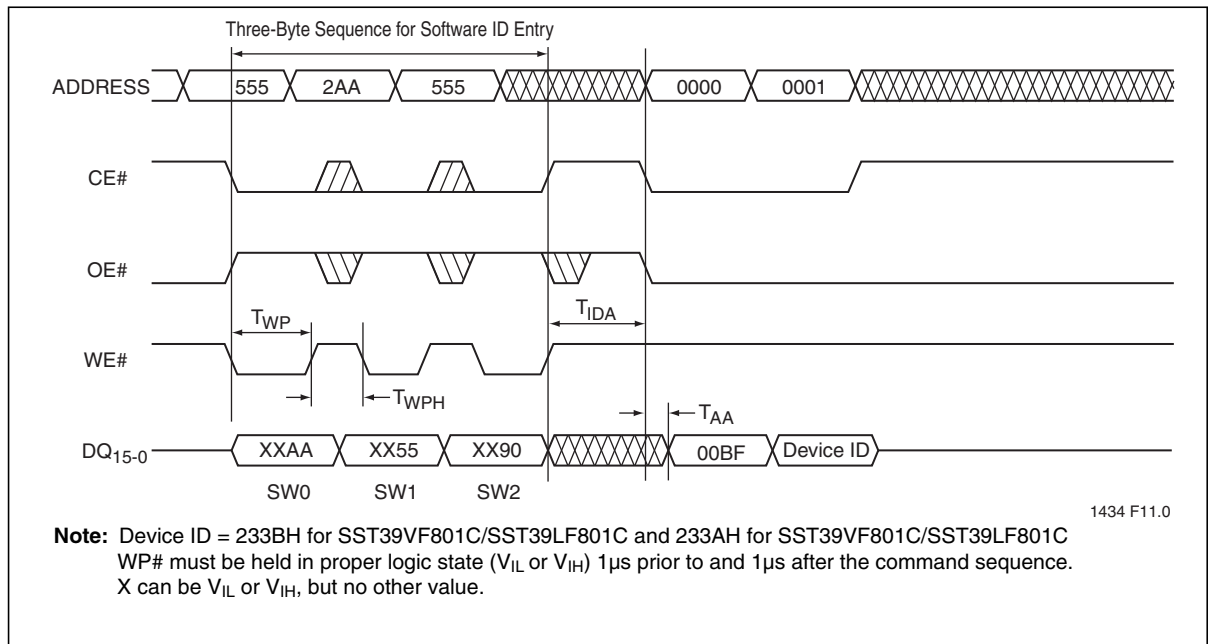 Three-Byte Sequence for Software ID Entry
ADDRESS 555 2AA 555 0000 0001
CE#
OE#
TWP TIDA
WE#
TWPH TAA
DQ15-0 XXAA XX55 XX90 00BF Device ID
SW0 SW1 SW2
1434 F11.0
Note: Device ID = 233BH for SST39VF801C/SST39LF801C and 233AH for SST39VF801C/SST39LF801C
WP# must be held in proper logic state (VIL or VIH) 1µs prior to and 1µs after the command sequence.
X can be VIL or VIH, but no other value.